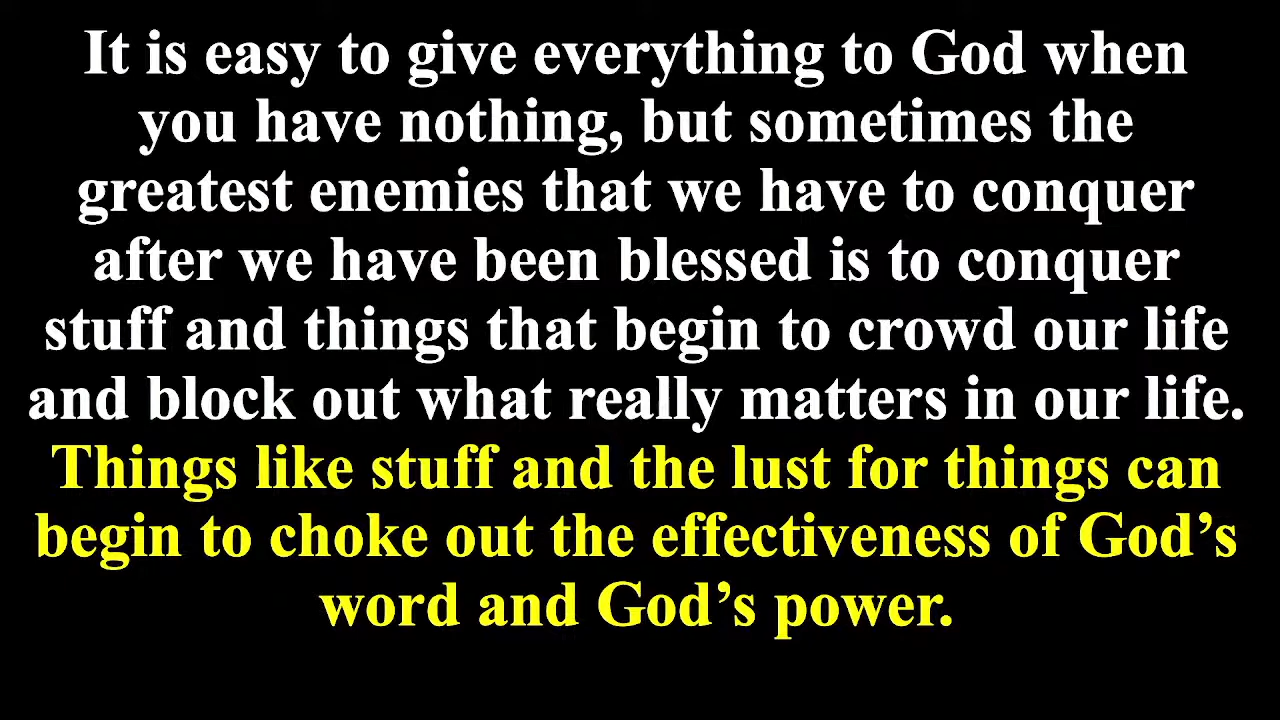 It is easy to give everything to God when
you have nothing, but sometimes the
greatest enemies that we have to conquer
after we have been blessed is to conquer
stuff and things that begin to crowd our life
and block out what really matters in our life.
Things like stuff and the lust for things can
begin to choke out the effectiveness of God’s
word and God’s power.